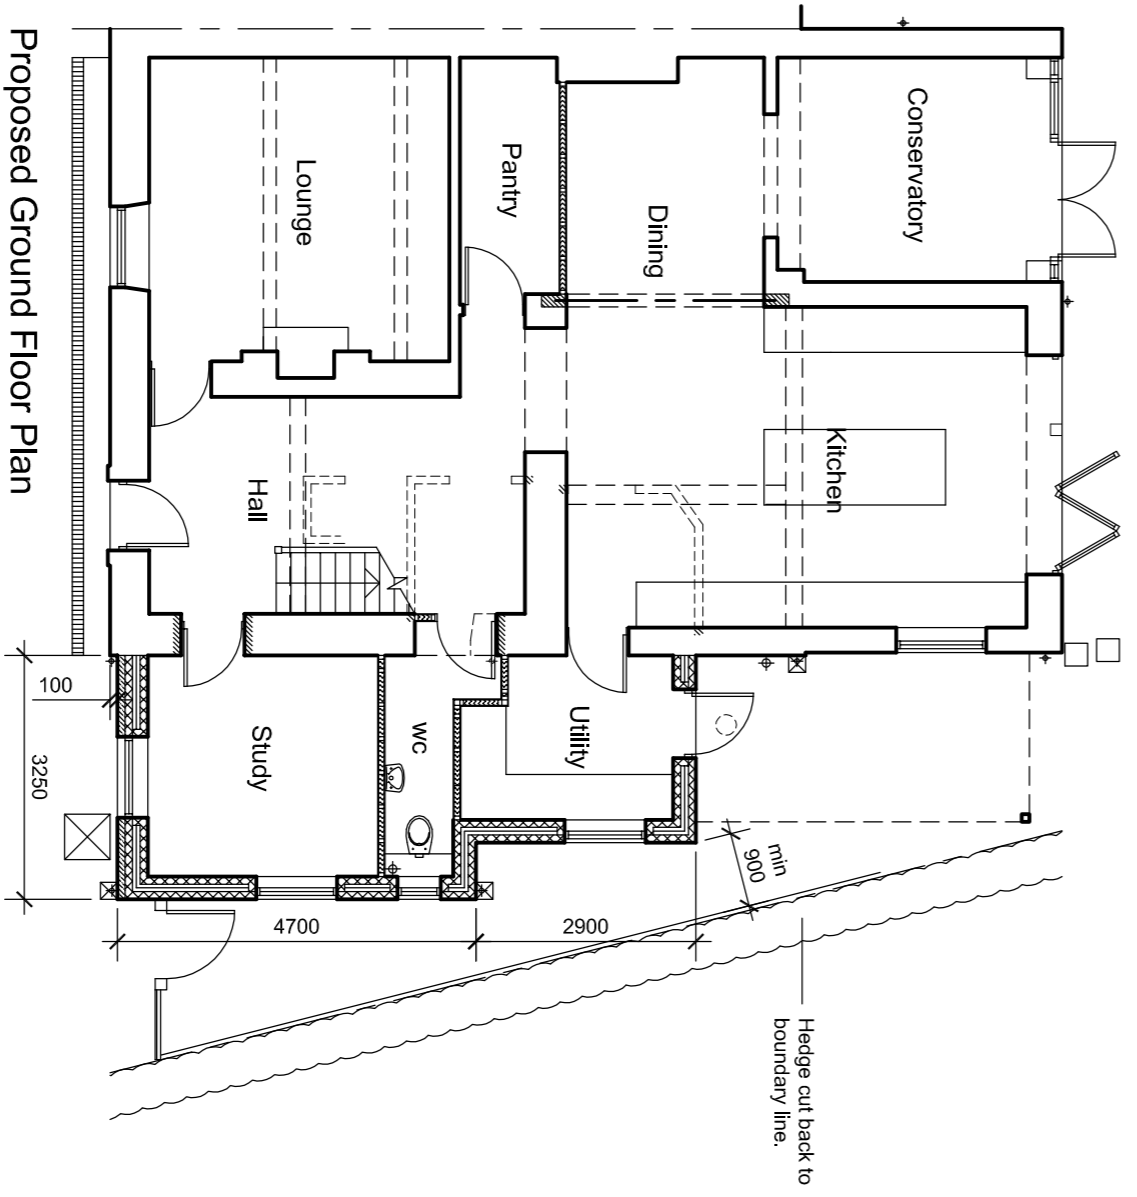 Conservatory
Kitchen
Dining
Pantry
Lounge
Utility
wc
Hall
Study
min
900
Hedge cut back to
boundary line.
2900
4700
3250
100
Proposed Ground Floor Plan